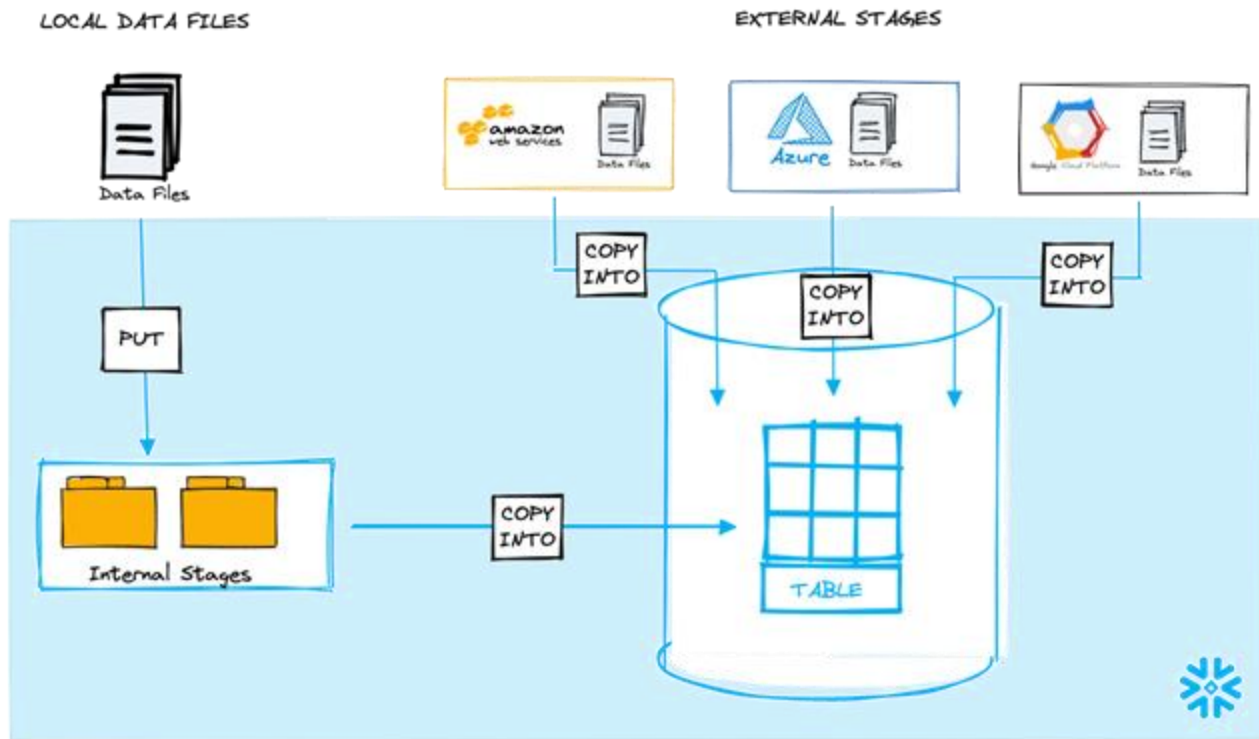 LOCAL DATA FILES
EXTERNAL STAGES
amazon
web services
Data Files
Azure
Data Files
Google Cloud Platform
Data Files
Data Files
COPY
INTO
COPY
INTO
COPY
INTO
PUT
Internal Stages
COPY
INTO
TABLE